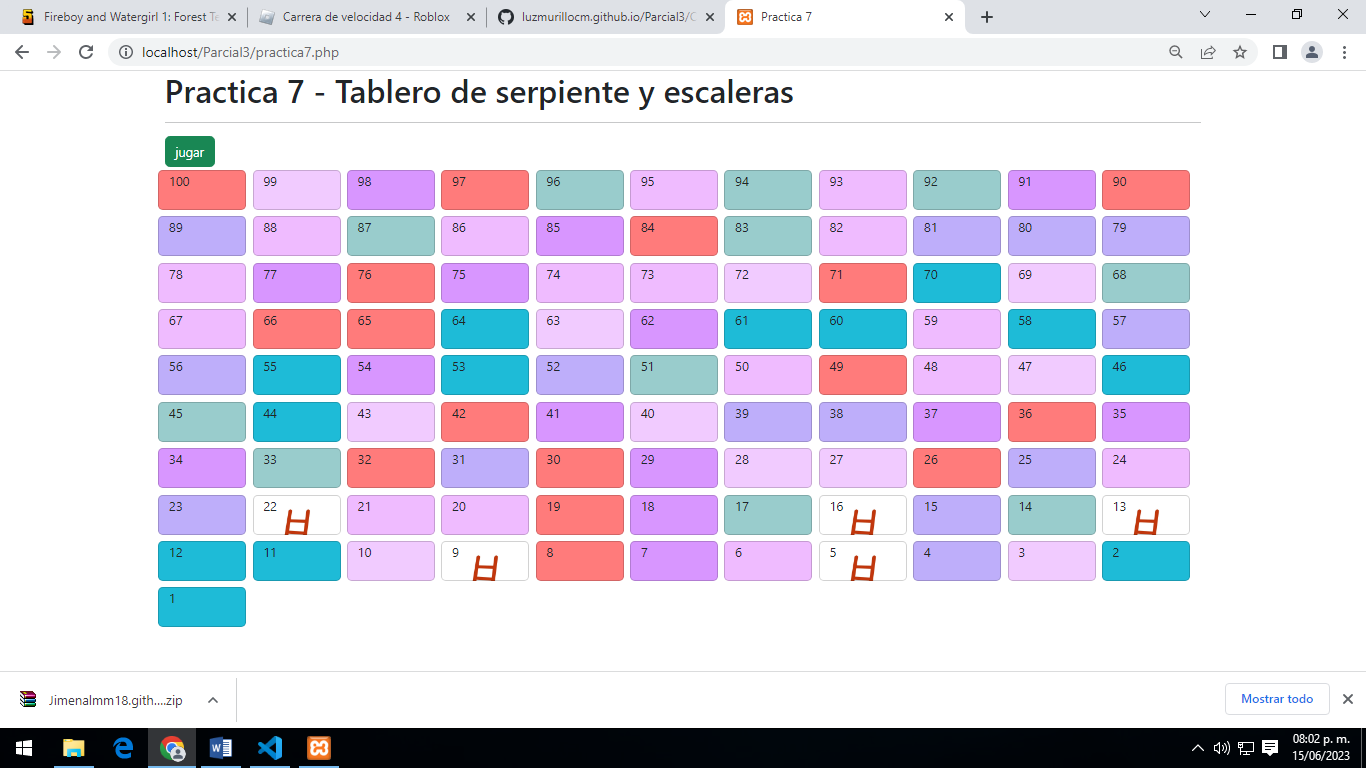 Fireboy and Watergirl 1: Forest Te
Carrera de velocidad 4 - Roblox
luzmurillocm.github.io/Parcial3/C
Practica 7
localhost/Parcial3/practica7.php
Practica 7 - Tablero de serpiente y escaleras
jugar
100 99 98 97 96 95 94 93 92 91 90
89 88 87 86 85 84 83 82 81 80 79
78 77 76 75 74 73 72 71 70 69 68
67 66 65 64 63 62 61 60 59 58 57
56 55 54 53 52 51 50 49 48 47 46
45 44 43 42 41 40 39 38 37 36 35
34 33 32 31 30 29 28 27 26 25 24
23 22 21 20 19 18 17 16 15 14 13
12 11 10 9 8 7 6 5 4 3 2
1
Jimenalmm18.gith....zip
Mostrar todo
08:02 p. m.
15/06/2023